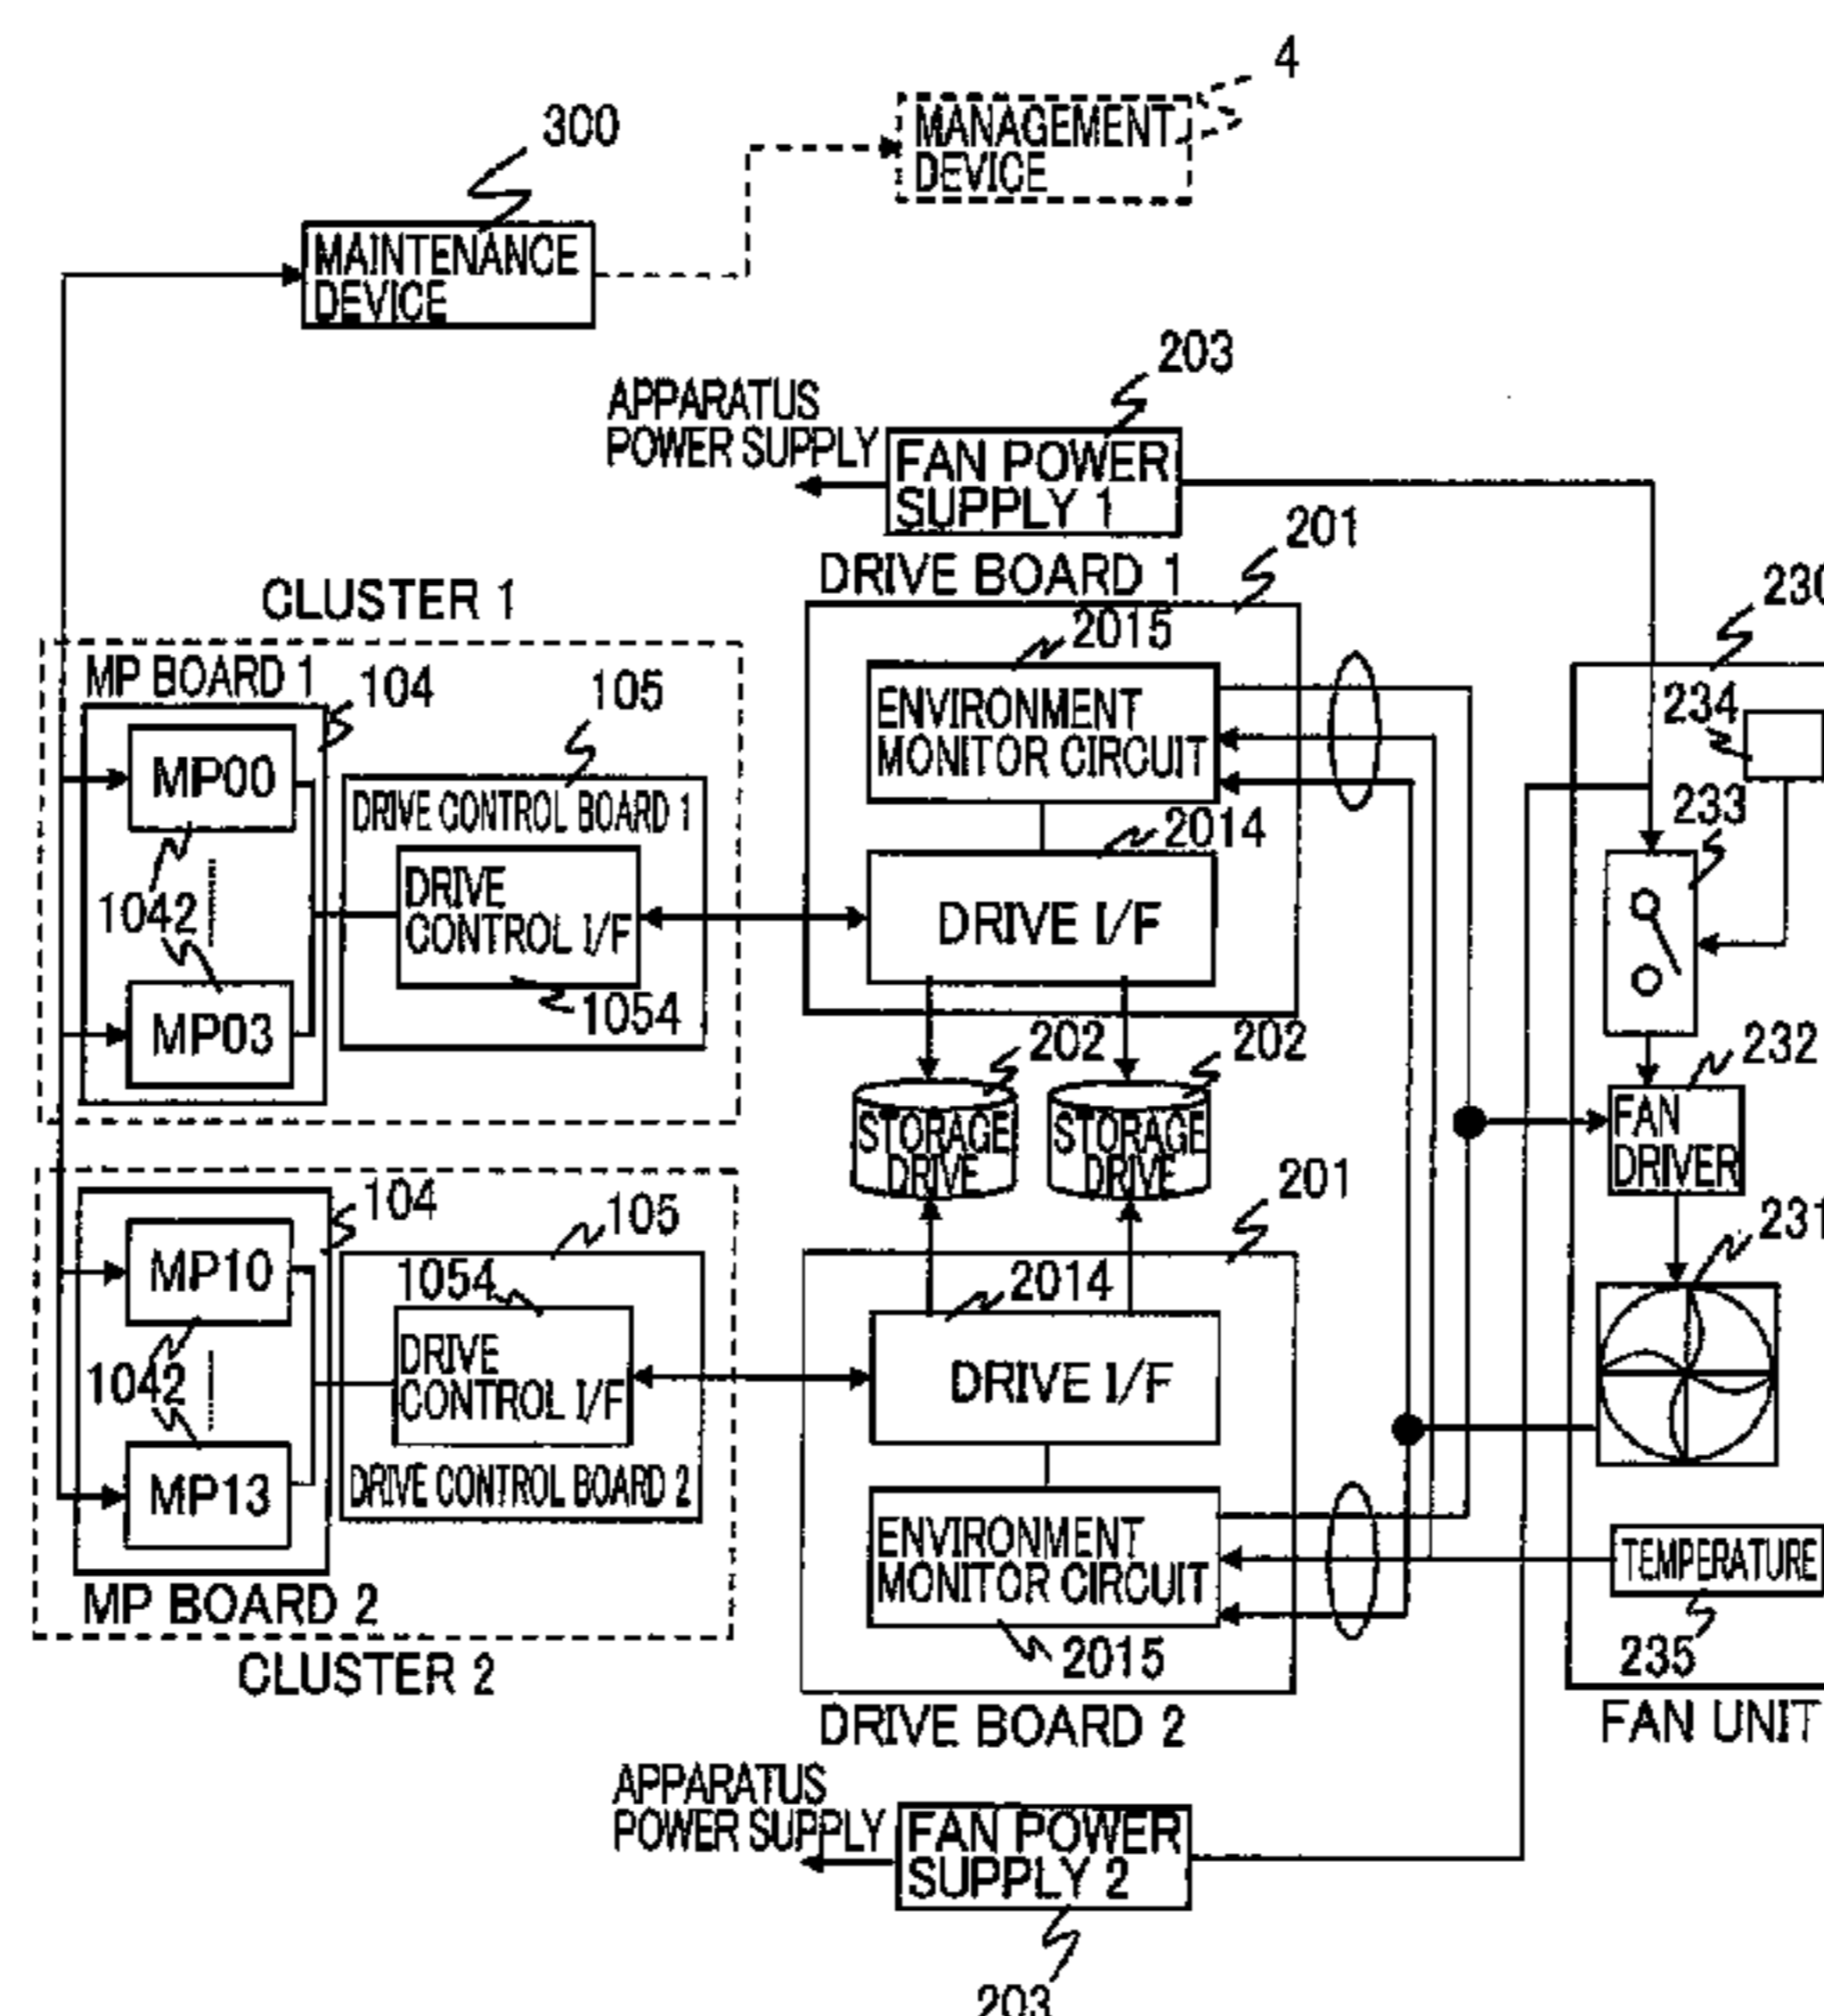 4
MANAGEMENT
DEVICE
300
MAINTENANCE
DEVICE
203
APPARATUS
POWER SUPPLY
FAN POWER
SUPPLY 1
201
DRIVE BOARD 1
230
CLUSTER 1
2015
MP BOARD 1
104
105
ENVIRONMENT
MONITOR CIRCUIT
234
MP00
DRIVE CONTROL BOARD 1
2014
233
1042
DRIVE
CONTROL I/F
DRIVE I/F
1054
MP03
202
202
232
STORAGE
DRIVE
STORAGE
DRIVE
FAN
DRIVER
104
105
201
231
MP10
1054
2014
1042
DRIVE
CONTROL I/F
DRIVE I/F
MP13
DRIVE CONTROL BOARD 2
ENVIRONMENT
MONITOR CIRCUIT
TEMPERATURE
MP BOARD 2
2015
235
CLUSTER 2
DRIVE BOARD 2
FAN UNIT
APPARATUS
POWER SUPPLY
FAN POWER
SUPPLY 2
203